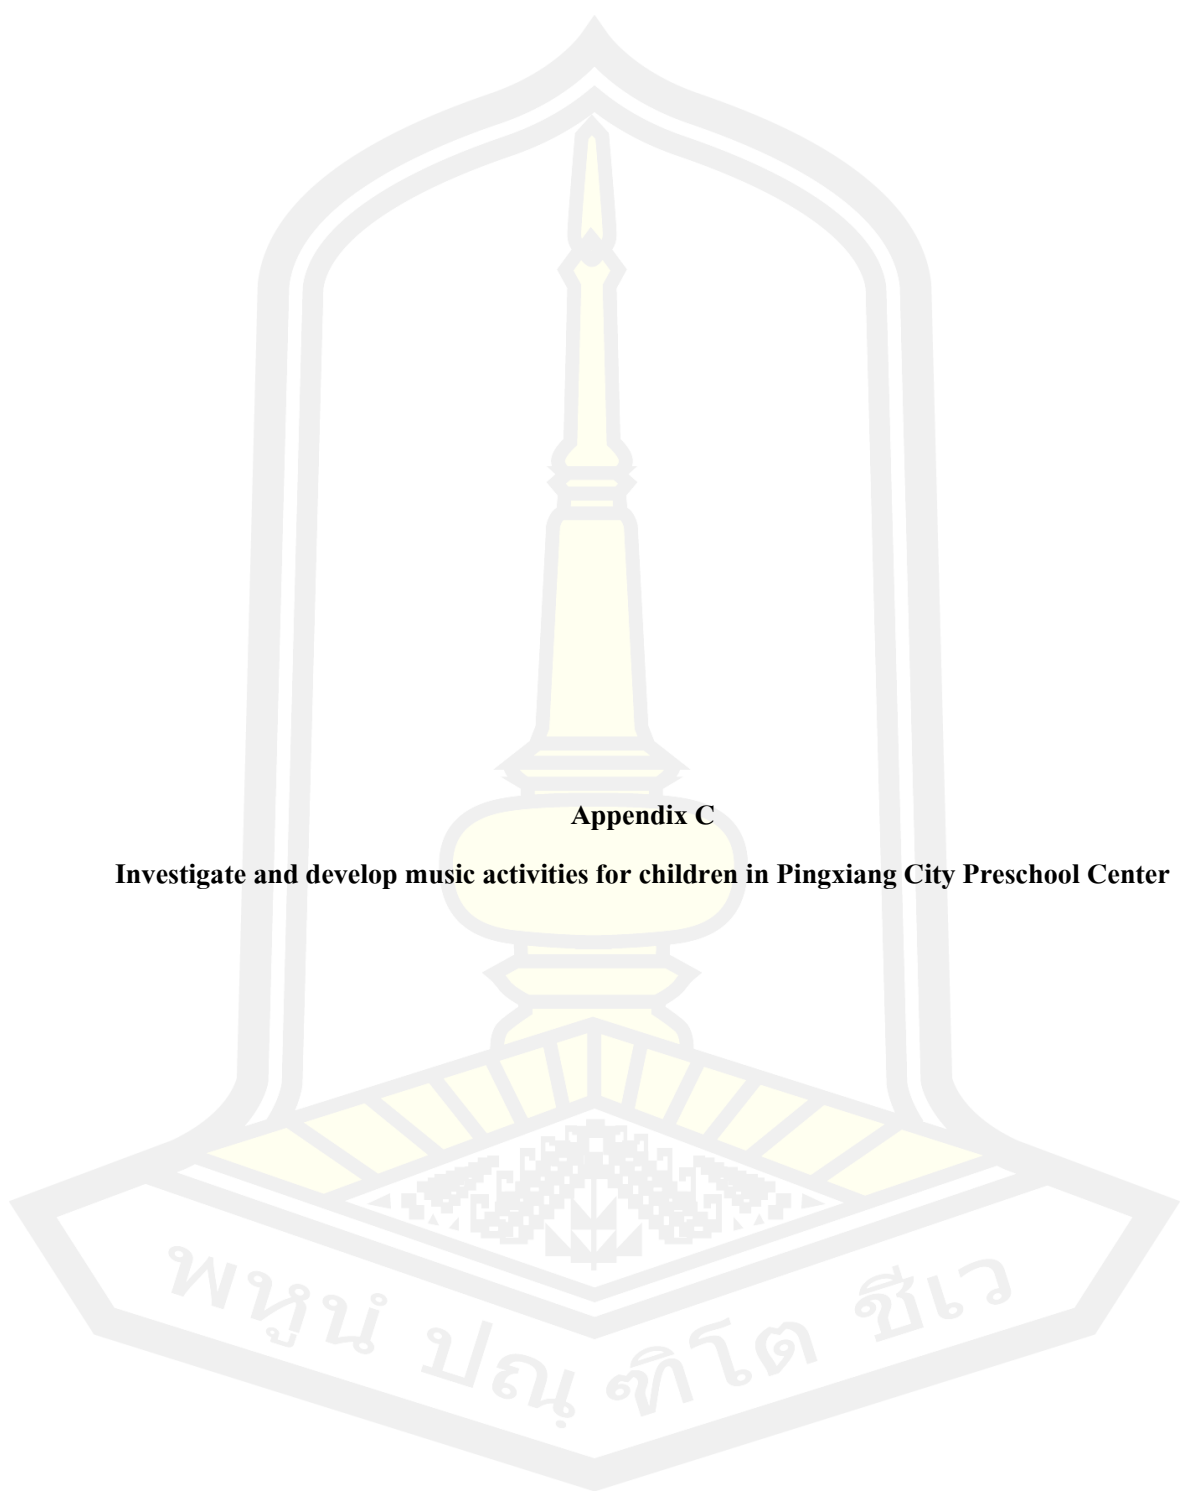 Appendix C
Investigate and develop music activities for children in Pingxiang City Preschool Center
พหูนํ ปณฺ ฑิโต ชีเว